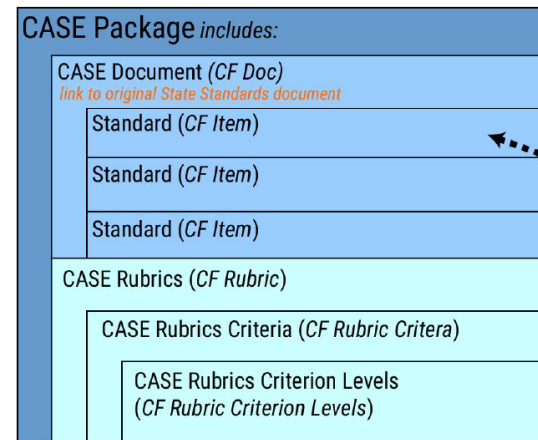 CASE Package includes:
CASE Document (CF Doc)
link to original State Standards document
Standard (CF Item)
Standard (CF Item)
Standard (CF Item)
CASE Rubrics (CF Rubric)
CASE Rubrics Criteria (CF Rubric Critera)
CASE Rubrics Criterion Levels
(CF Rubric Criterion Levels)